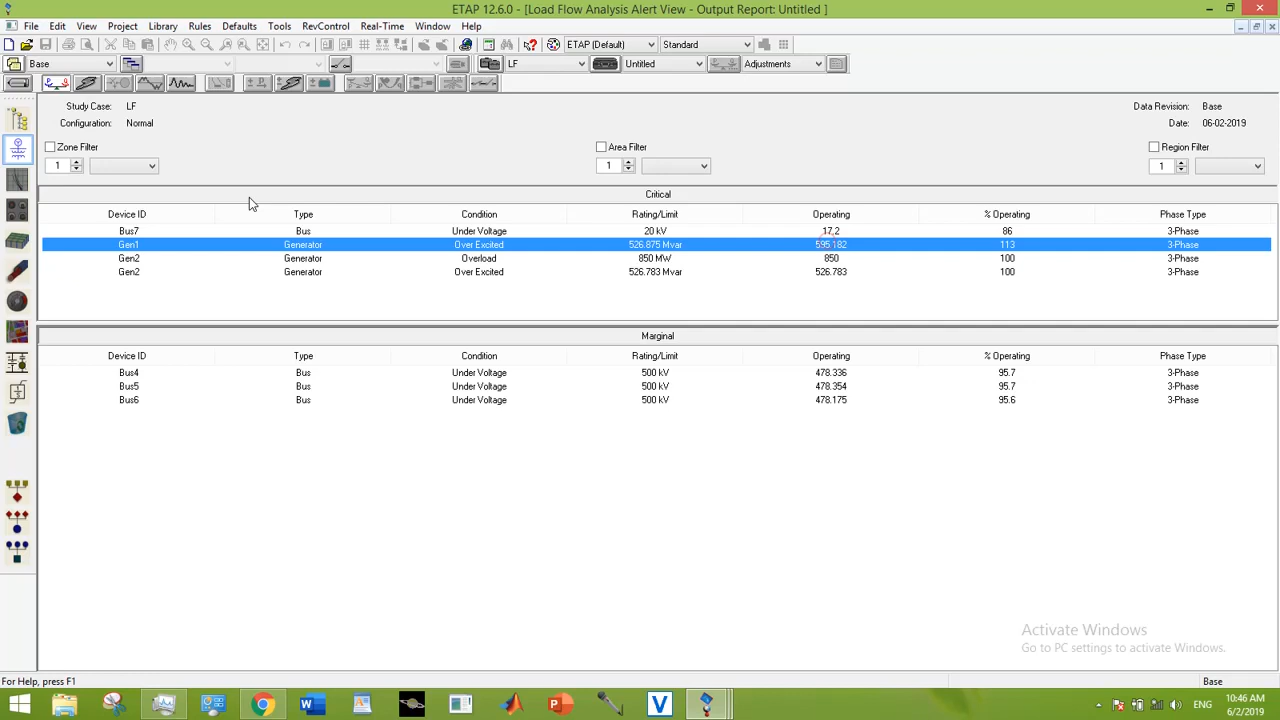 ETAP 12.6.0 - [Load Flow Analysis Alert View - Output Report: Untitled ]
File Edit View Project Library Rules Defaults Tools RevControl Real-Time Window Help
ETAP (Default) Standard
Base LF Untitled Adjustments
Study Case: LF Data Revision: Base
Configuration: Normal Date: 06-02-2019
Zone Filter Area Filter Region Filter
1 1 1
Critical
Device ID Type Condition Rating/Limit Operating % Operating Phase Type
Bus7 Bus Under Voltage 20 kV 17.2 86 3-Phase
Gen1 Generator Over Excited 526.875 Mvar 595.182 113 3-Phase
Gen2 Generator Overload 850 MW 850 100 3-Phase
Gen2 Generator Over Excited 526.783 Mvar 526.783 100 3-Phase
Marginal
Device ID Type Condition Rating/Limit Operating % Operating Phase Type
Bus4 Bus Under Voltage 500 kV 478.336 95.7 3-Phase
Bus5 Bus Under Voltage 500 kV 478.354 95.7 3-Phase
Bus6 Bus Under Voltage 500 kV 478.175 95.6 3-Phase
Activate Windows
Go to PC settings to activate Windows.
For Help, press F1 Base
ENG 10:46 AM
6/2/2019